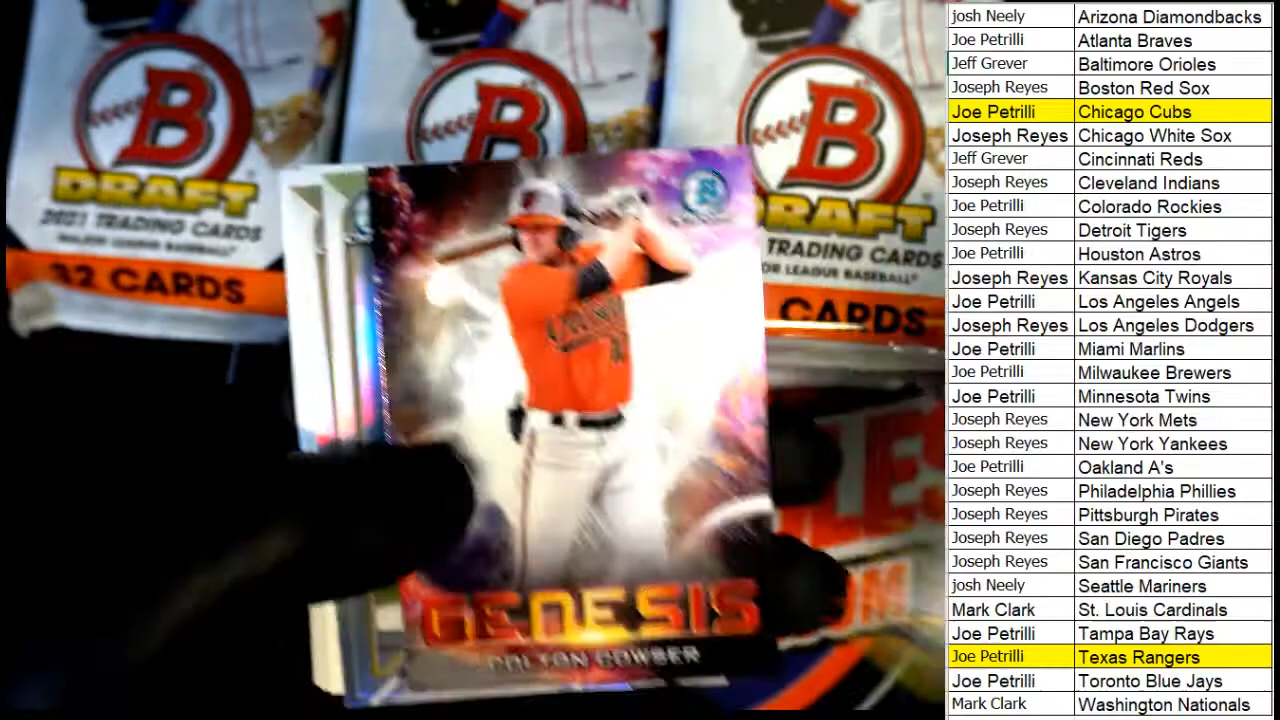 B
DRAFT
2021 TRADING CARDS
MAJOR LEAGUE BASEBALL
32 CARDS
B
B
DRAFT
TRADING CARDS
OR LEAGUE BASEBALL
CARDS
GENESIS
COLTON COWSER
josh Neely Arizona Diamondbacks
Joe Petrilli Atlanta Braves
Jeff Grever Baltimore Orioles
Joseph Reyes Boston Red Sox
Joe Petrilli Chicago Cubs
Joseph Reyes Chicago White Sox
Jeff Grever Cincinnati Reds
Joseph Reyes Cleveland Indians
Joe Petrilli Colorado Rockies
Joseph Reyes Detroit Tigers
Joe Petrilli Houston Astros
Joseph Reyes Kansas City Royals
Joe Petrilli Los Angeles Angels
Joseph Reyes Los Angeles Dodgers
Joe Petrilli Miami Marlins
Joe Petrilli Milwaukee Brewers
Joe Petrilli Minnesota Twins
Joseph Reyes New York Mets
Joseph Reyes New York Yankees
Joe Petrilli Oakland A's
Joseph Reyes Philadelphia Phillies
Joseph Reyes Pittsburgh Pirates
Joseph Reyes San Diego Padres
Joseph Reyes San Francisco Giants
josh Neely Seattle Mariners
Mark Clark St. Louis Cardinals
Joe Petrilli Tampa Bay Rays
Joe Petrilli Texas Rangers
Joe Petrilli Toronto Blue Jays
Mark Clark Washington Nationals